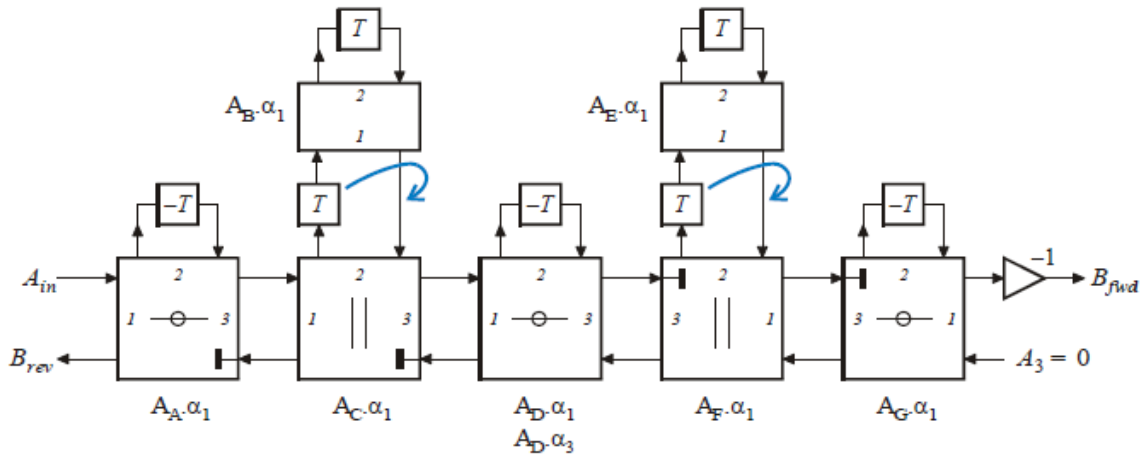 T T
A_B.α_1 2 1 A_E.α_1 2 1
−T T −T T −T
A_in 2 2 2 2 2 −1 B_fwd
1 3 1 3 1 3 3 1 3 1
B_rev A_3 = 0
A_A.α_1 A_C.α_1 A_D.α_1 A_F.α_1 A_G.α_1
A_D.α_3